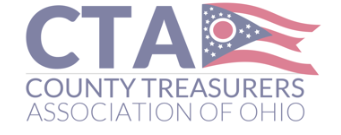 CTA
COUNTY TREASURERS
ASSOCIATION OF OHIO